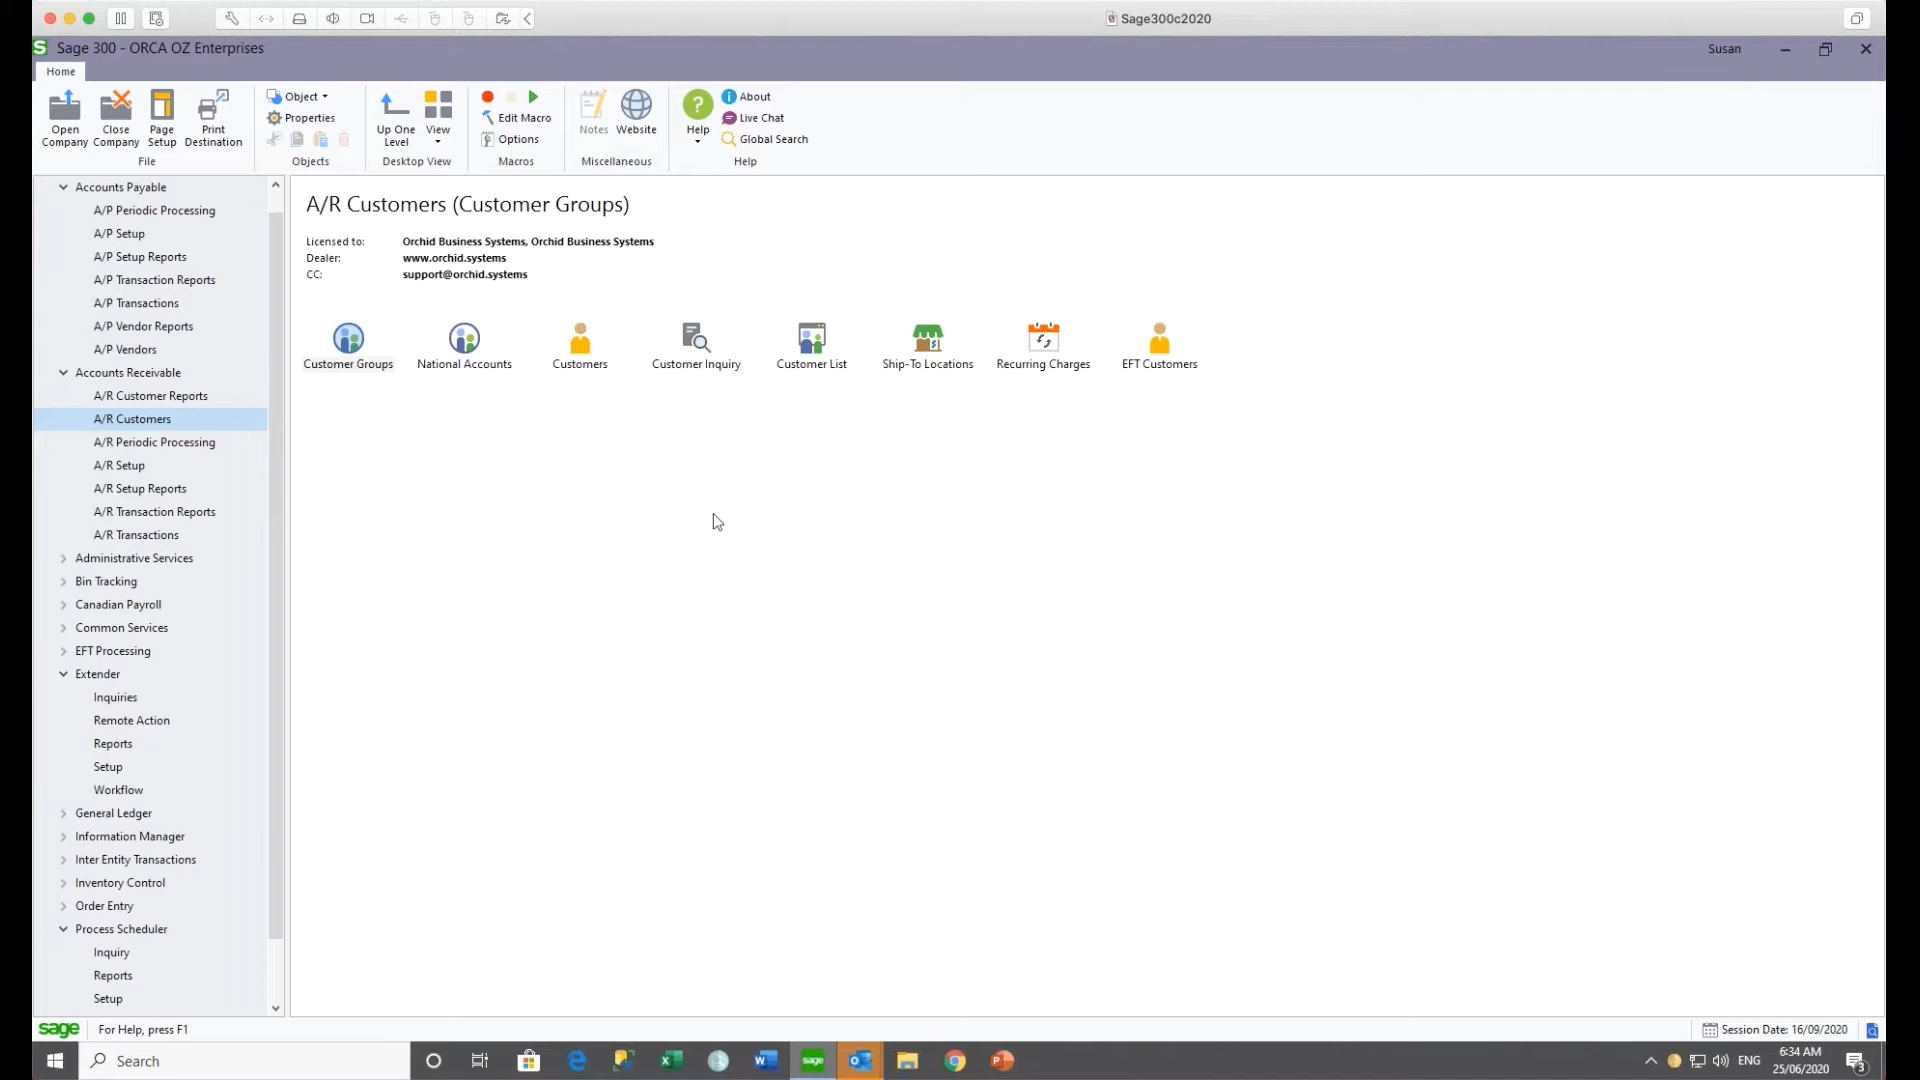 Sage300c2020
Sage 300 - ORCA OZ Enterprises
Susan
Home
Open Company
Close Company
Page Setup
Print Destination
File
Object
Properties
Objects
Up One Level
View
Desktop View
Edit Macro
Options
Macros
Notes
Website
Miscellaneous
Help
About
Live Chat
Global Search
Help
Accounts Payable
A/P Periodic Processing
A/P Setup
A/P Setup Reports
A/P Transaction Reports
A/P Transactions
A/P Vendor Reports
A/P Vendors
Accounts Receivable
A/R Customer Reports
A/R Customers
A/R Periodic Processing
A/R Setup
A/R Setup Reports
A/R Transaction Reports
A/R Transactions
Administrative Services
Bin Tracking
Canadian Payroll
Common Services
EFT Processing
Extender
Inquiries
Remote Action
Reports
Setup
Workflow
General Ledger
Information Manager
Inter Entity Transactions
Inventory Control
Order Entry
Process Scheduler
Inquiry
Reports
Setup
A/R Customers (Customer Groups)
Licensed to: Orchid Business Systems, Orchid Business Systems
Dealer: www.orchid.systems
CC: support@orchid.systems
Customer Groups
National Accounts
Customers
Customer Inquiry
Customer List
Ship-To Locations
Recurring Charges
EFT Customers
sage
For Help, press F1
Session Date: 16/09/2020
Search
sage
ENG
6:34 AM
25/06/2020
3